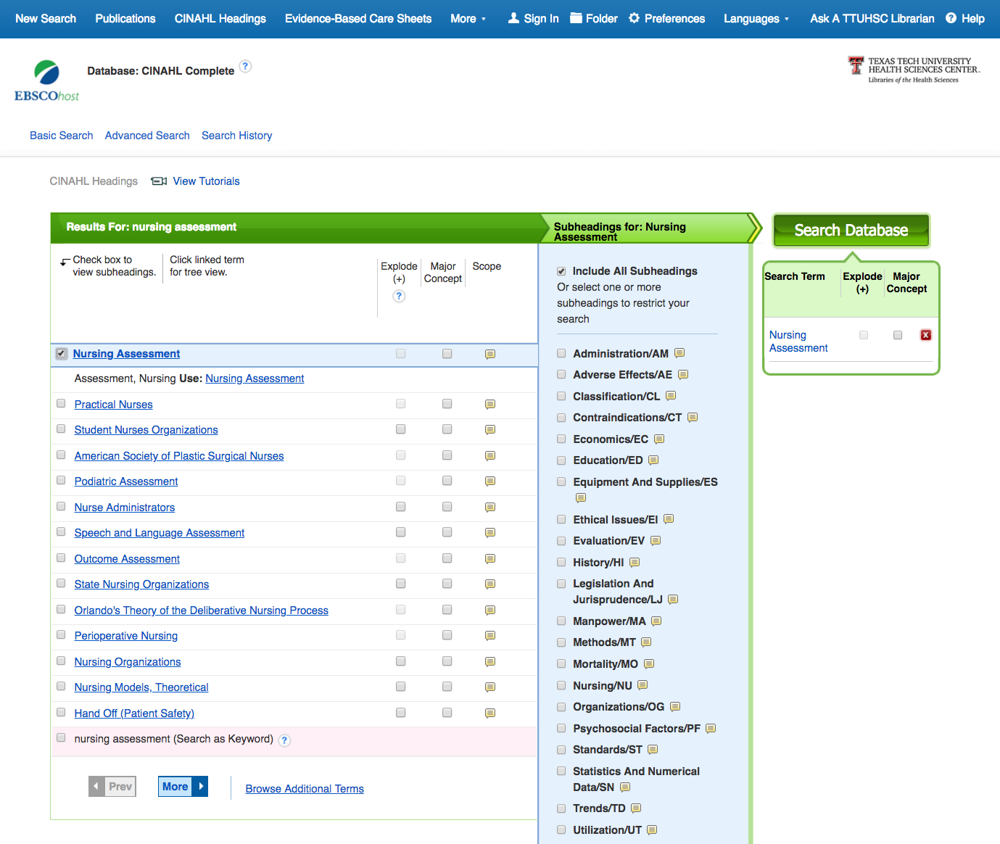 New Search Publications CINAHL Headings Evidence-Based Care Sheets More Sign In Folder Preferences Languages Ask A TTUHSC Librarian ? Help
EBSCOhost
Database: CINAHL Complete ?
TEXAS TECH UNIVERSITY
HEALTH SCIENCES CENTER.
Libraries of the Health Sciences
Basic Search Advanced Search Search History
CINAHL Headings View Tutorials
Results For: nursing assessment
Check box to
view subheadings.
Click linked term
for tree view.
Explode
(+)
?
Major
Concept
Scope
Nursing Assessment
Assessment, Nursing Use: Nursing Assessment
Practical Nurses
Student Nurses Organizations
American Society of Plastic Surgical Nurses
Podiatric Assessment
Nurse Administrators
Speech and Language Assessment
Outcome Assessment
State Nursing Organizations
Orlando's Theory of the Deliberative Nursing Process
Perioperative Nursing
Nursing Organizations
Nursing Models, Theoretical
Hand Off (Patient Safety)
nursing assessment (Search as Keyword) ?
Prev More Browse Additional Terms
Subheadings for: Nursing
Assessment
Include All Subheadings
Or select one or more
subheadings to restrict your
search
Administration/AM
Adverse Effects/AE
Classification/CL
Contraindications/CT
Economics/EC
Education/ED
Equipment And Supplies/ES
Ethical Issues/EI
Evaluation/EV
History/HI
Legislation And
Jurisprudence/LJ
Manpower/MA
Methods/MT
Mortality/MO
Nursing/NU
Organizations/OG
Psychosocial Factors/PF
Standards/ST
Statistics And Numerical
Data/SN
Trends/TD
Utilization/UT
Search Database
Search Term
Explode
(+)
Major
Concept
Nursing
Assessment
X